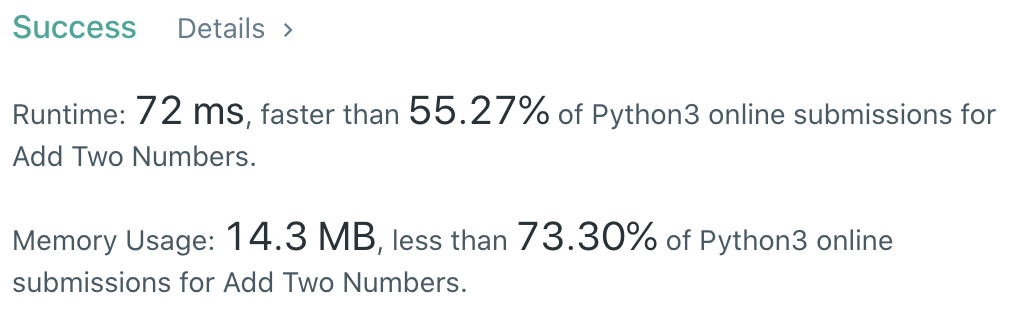 Success Details >
Runtime: 72 ms, faster than 55.27% of Python3 online submissions for
Add Two Numbers.
Memory Usage: 14.3 MB, less than 73.30% of Python3 online
submissions for Add Two Numbers.